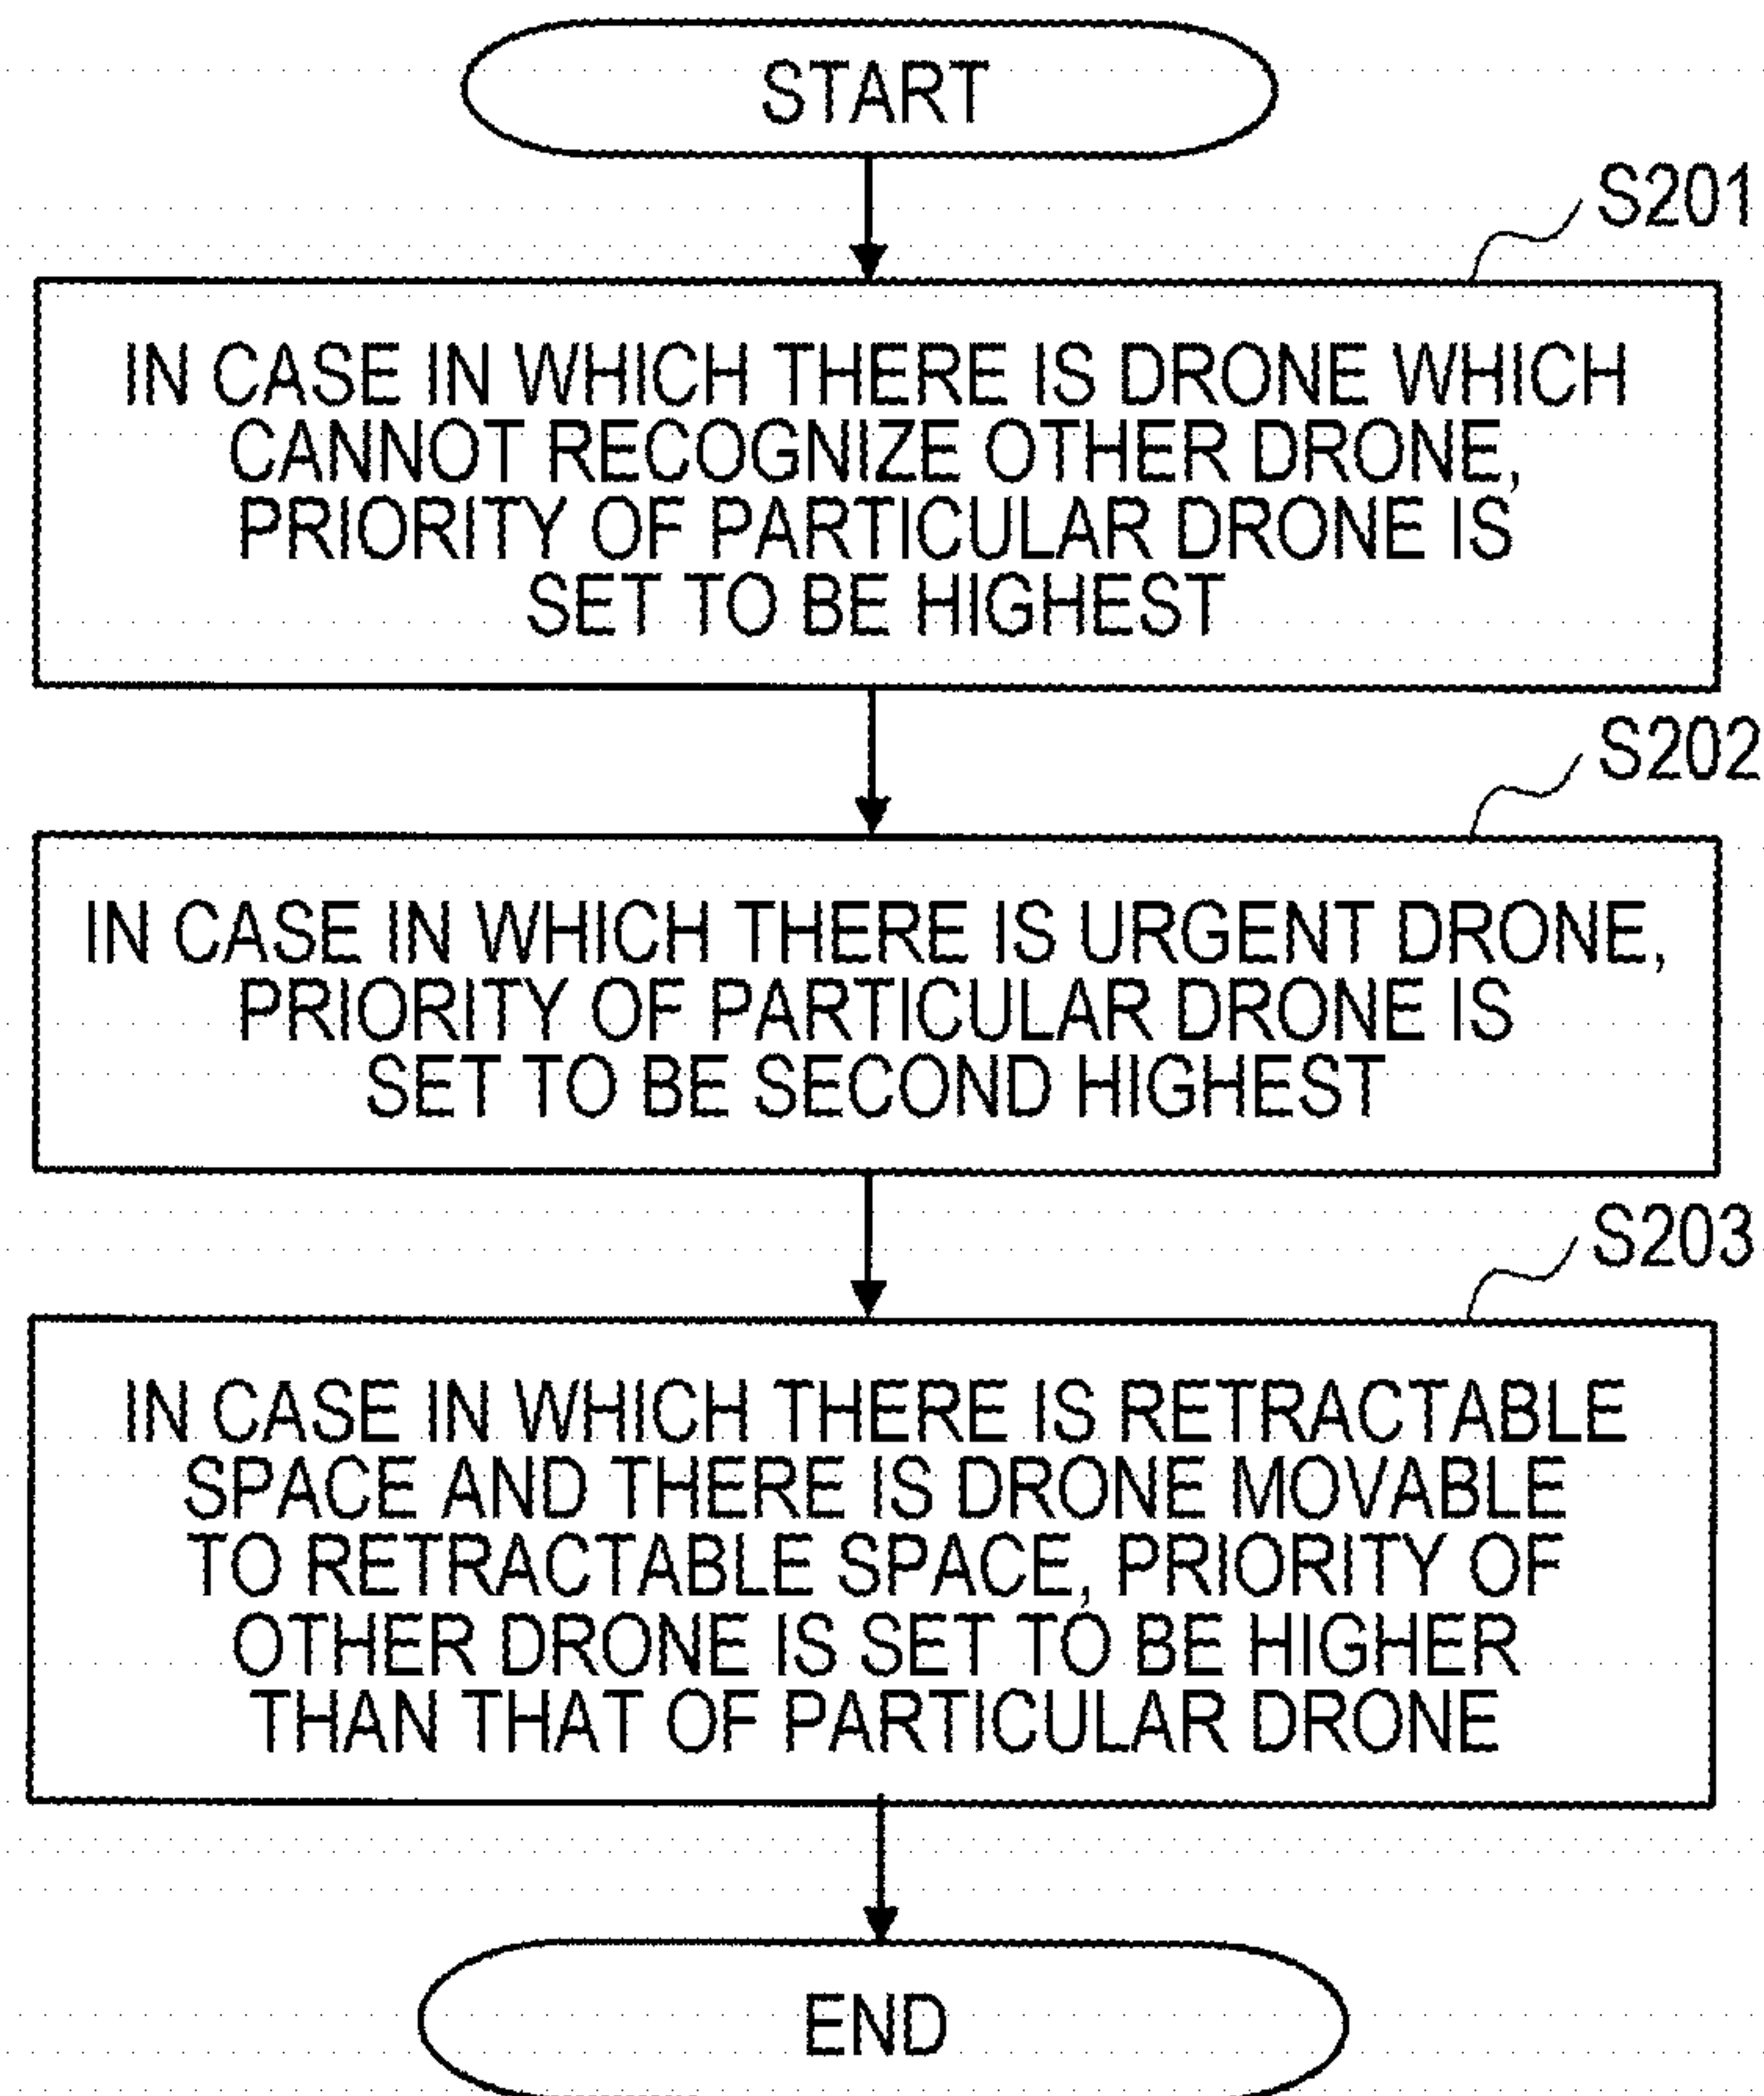 START
S201
IN CASE IN WHICH THERE IS DRONE WHICH
CANNOT RECOGNIZE OTHER DRONE,
PRIORITY OF PARTICULAR DRONE IS
SET TO BE HIGHEST
S202
IN CASE IN WHICH THERE IS URGENT DRONE,
PRIORITY OF PARTICULAR DRONE IS
SET TO BE SECOND HIGHEST
S203
IN CASE IN WHICH THERE IS RETRACTABLE
SPACE AND THERE IS DRONE MOVABLE
TO RETRACTABLE SPACE, PRIORITY OF
OTHER DRONE IS SET TO BE HIGHER
THAN THAT OF PARTICULAR DRONE
END